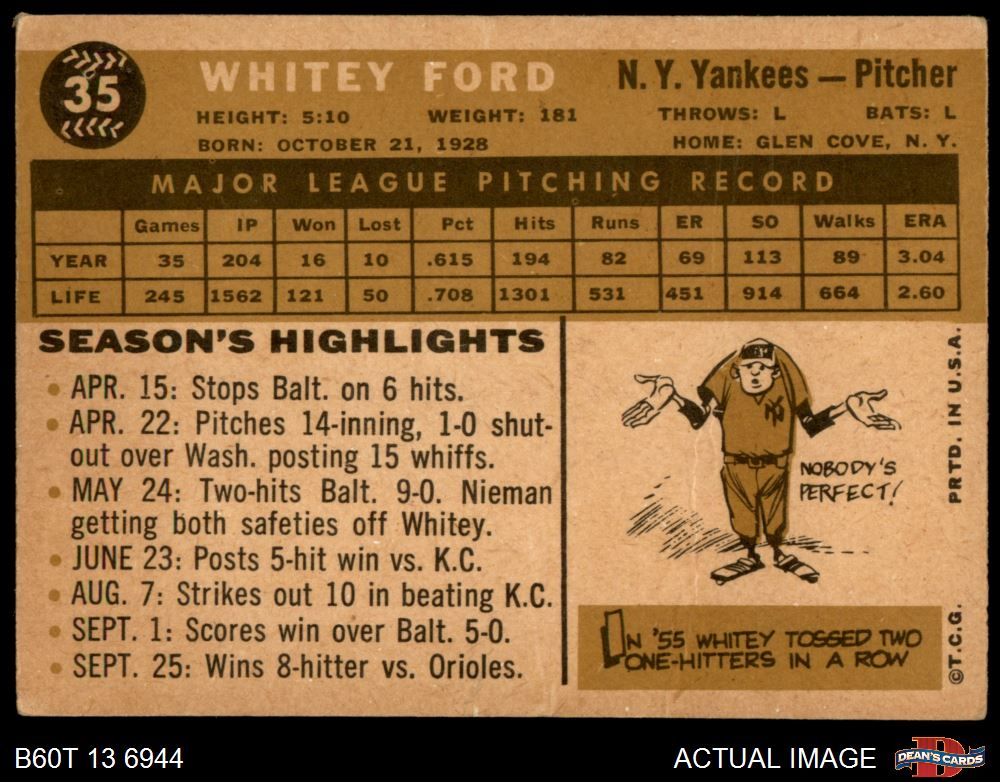 35
WHITEY FORD
N. Y. Yankees — Pitcher
HEIGHT: 5:10 WEIGHT: 181 THROWS: L BATS: L
BORN: OCTOBER 21, 1928 HOME: GLEN COVE, N. Y.
MAJOR LEAGUE PITCHING RECORD
Games IP Won Lost Pct Hits Runs ER SO Walks ERA
YEAR 35 204 16 10 .615 194 82 69 113 89 3.04
LIFE 245 1562 121 50 .708 1301 531 451 914 664 2.60
SEASON'S HIGHLIGHTS
• APR. 15: Stops Balt. on 6 hits.
• APR. 22: Pitches 14-inning, 1-0 shut-
out over Wash. posting 15 whiffs.
• MAY 24: Two-hits Balt. 9-0. Nieman
getting both safeties off Whitey.
• JUNE 23: Posts 5-hit win vs. K.C.
• AUG. 7: Strikes out 10 in beating K.C.
• SEPT. 1: Scores win over Balt. 5-0.
• SEPT. 25: Wins 8-hitter vs. Orioles.
NY
NOBODY'S
PERFECT!
IN '55 WHITEY TOSSED TWO
ONE-HITTERS IN A ROW
PRTD. IN U.S.A.
©T.C.G.
B60T 13 6944
ACTUAL IMAGE
D
DEAN'S CARDS